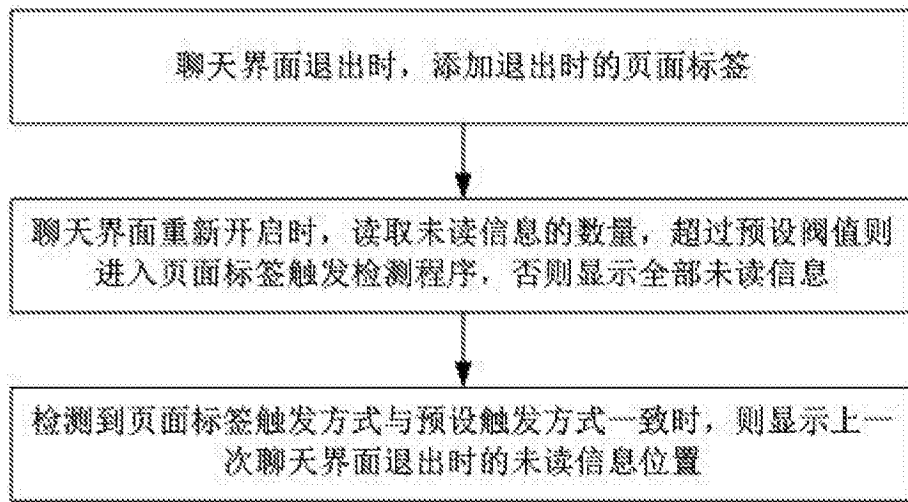 聊天界面退出时，添加退出时的页面标签
聊天界面重新开启时，读取未读信息的数量，超过预设阀值则
进入页面标签触发检测程序，否则显示全部未读信息
检测到页面标签触发方式与预设触发方式一致时，则显示上一
次聊天界面退出时的未读信息位置